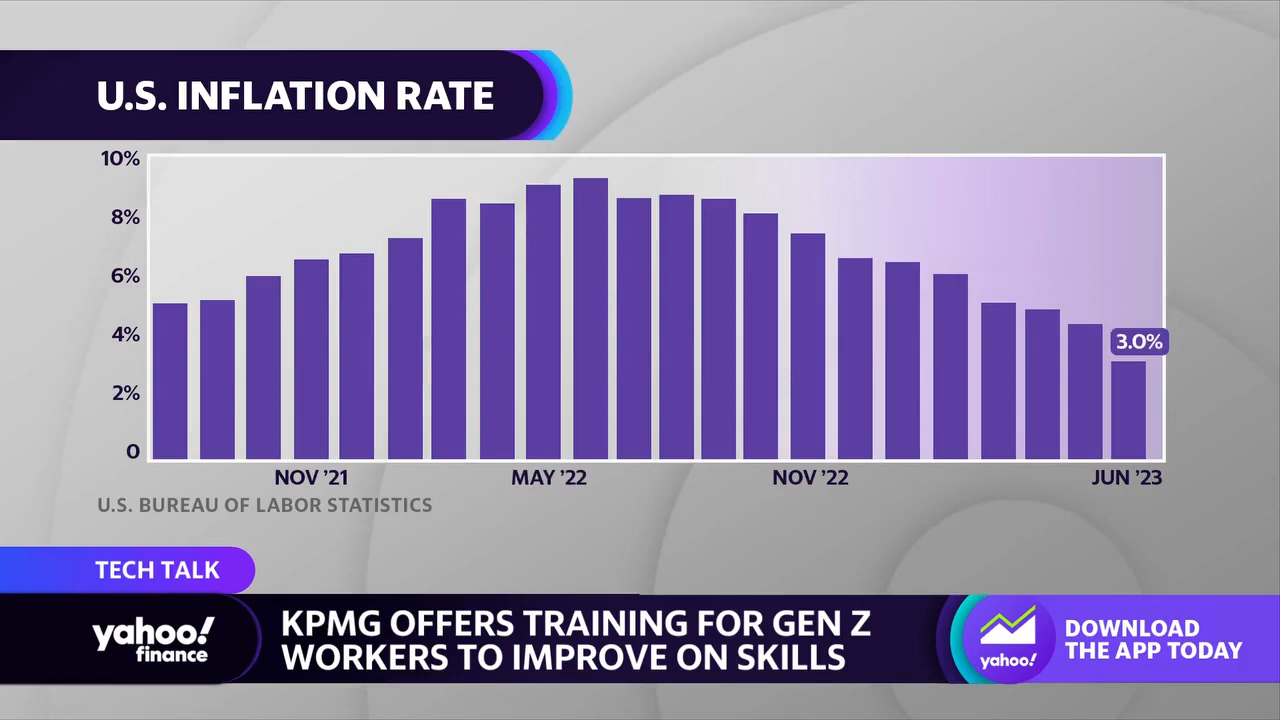 U.S. INFLATION RATE
10%
8%
6%
4%
2%
0
3.0%
NOV ’21
MAY ’22
NOV ’22
JUN ’23
U.S. BUREAU OF LABOR STATISTICS
TECH TALK
yahoo!
finance
KPMG OFFERS TRAINING FOR GEN Z
WORKERS TO IMPROVE ON SKILLS
yahoo!
DOWNLOAD
THE APP TODAY